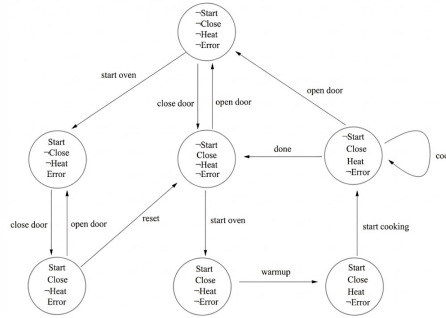 ¬Start
¬Close
¬Heat
¬Error
start oven
close door
open door
open door
Start
¬Close
¬Heat
Error
¬Start
Close
¬Heat
¬Error
done
¬Start
Close
Heat
¬Error
close door
open door
reset
start oven
start cooking
Start
Close
¬Heat
Error
Start
Close
¬Heat
¬Error
warmup
Start
Close
Heat
¬Error